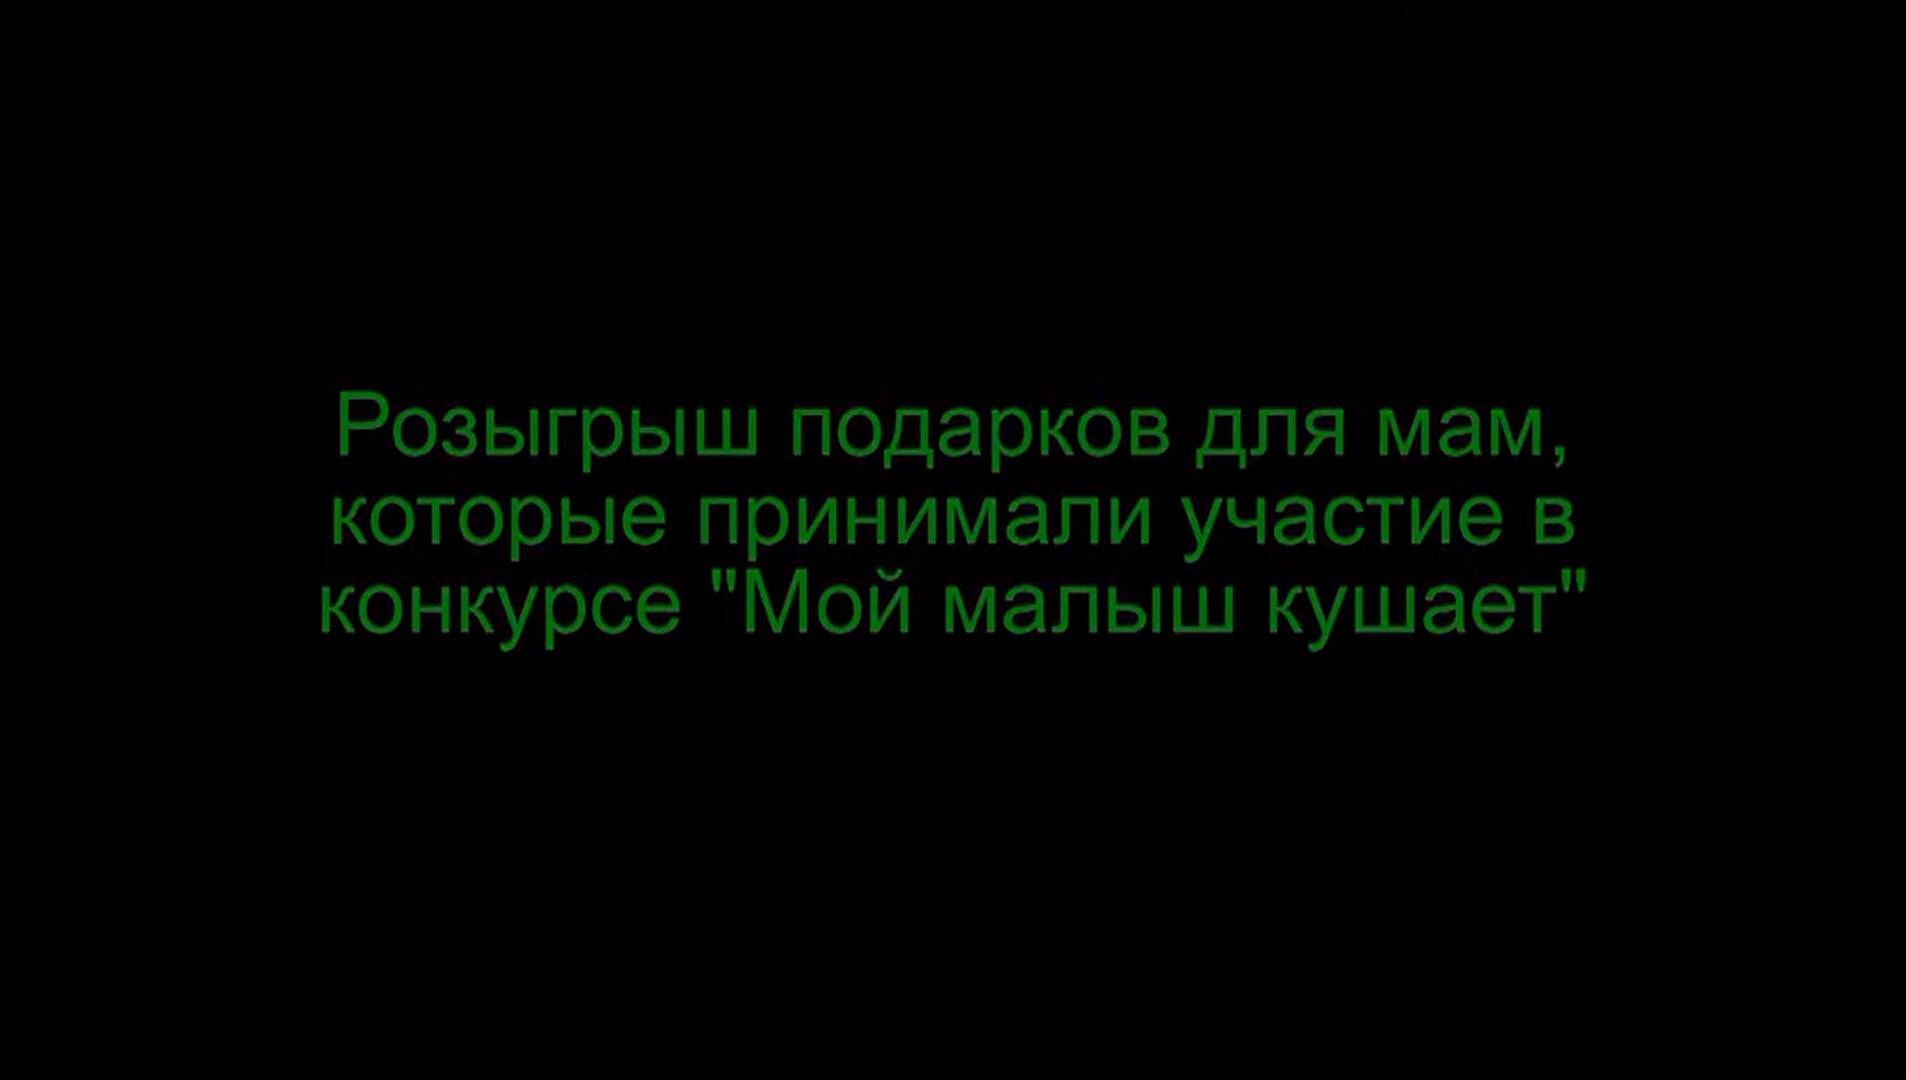 Розыгрыш подарков для мам,
которые принимали участие в
конкурсе "Мой малыш кушает"